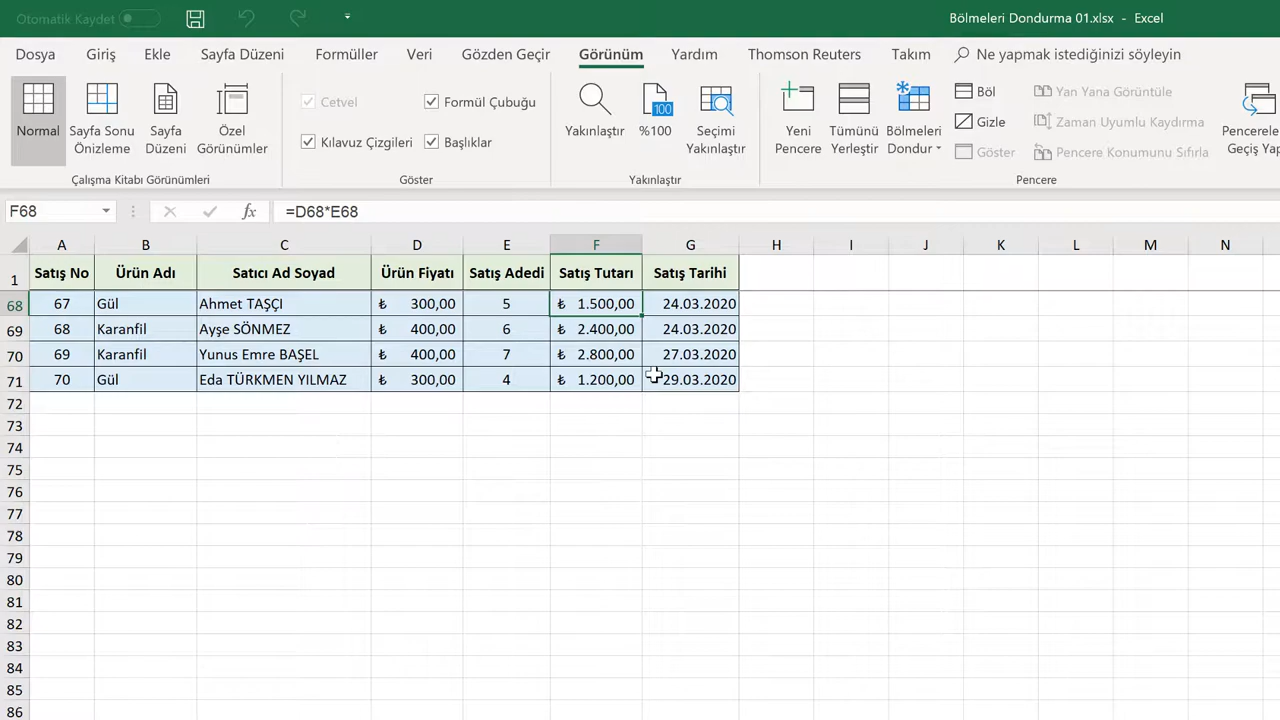 Otomatik Kaydet
Bölmeleri Dondurma 01.xlsx - Excel
Dosya Giriş Ekle Sayfa Düzeni Formüller Veri Gözden Geçir Görünüm Yardım Thomson Reuters Takım Ne yapmak istediğinizi söyleyin
Normal
Sayfa Sonu Önizleme
Sayfa Düzeni
Özel Görünümler
Çalışma Kitabı Görünümleri
Cetvel
Formül Çubuğu
Kılavuz Çizgileri
Başlıklar
Göster
Yakınlaştır
100
%100
Seçimi Yakınlaştır
Yakınlaştır
Yeni Pencere
Tümünü Yerleştir
Bölmeleri Dondur
Böl
Gizle
Göster
Yan Yana Görüntüle
Zaman Uyumlu Kaydırma
Pencere Konumunu Sıfırla
Pencere
F68 fx =D68*E68
A B C D E F G H I J K L M N
1 Satış No Ürün Adı Satıcı Ad Soyad Ürün Fiyatı Satış Adedi Satış Tutarı Satış Tarihi
68 67 Gül Ahmet TAŞÇI ₺ 300,00 5 ₺ 1.500,00 24.03.2020
69 68 Karanfil Ayşe SÖNMEZ ₺ 400,00 6 ₺ 2.400,00 24.03.2020
70 69 Karanfil Yunus Emre BAŞEL ₺ 400,00 7 ₺ 2.800,00 27.03.2020
71 70 Gül Eda TÜRKMEN YILMAZ ₺ 300,00 4 ₺ 1.200,00 29.03.2020
72
73
74
75
76
77
78
79
80
81
82
83
84
85
86